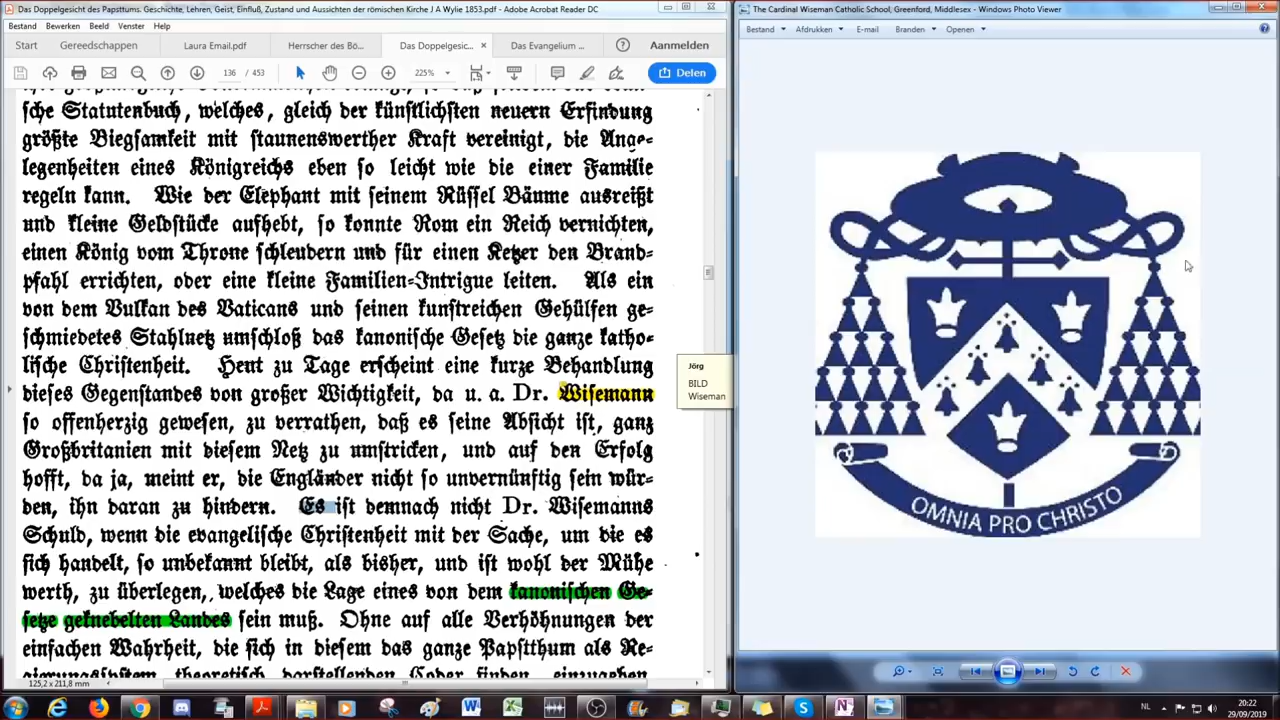 Das Doppelgesicht des Papsttums. Geschichte, Lehren, Geist, Einfluß, Zustand und Aussichten der römischen Kirche J A Wylie 1853.pdf - Adobe Acrobat Reader DC
Bestand Bewerken Beeld Venster Help
Start Gereedschappen Laura Email.pdf Herrscher des Bö... Das Doppelgesic... × Das Evangelium ... Aanmelden
136 / 453 225% Delen
sche Statutenbuch, welches, gleich der künstlichsten neuern Erfindung
größte Biegsamkeit mit staunenswerther Kraft vereinigt, die Ange-
legenheiten eines Königreichs eben so leicht wie die einer Familie
regeln kann. Wie der Elephant mit seinem Rüssel Bäume ausreißt
und kleine Geldstücke aufhebt, so konnte Rom ein Reich vernichten,
einen König vom Throne schleudern und für einen Ketzer den Brand-
pfahl errichten, oder eine kleine Familien-Intrigue leiten. Als ein
von dem Vulkan des Vaticans und seinen kunstreichen Gehülfen ge-
schmiedetes Stahlnetz umschloß das kanonische Gesetz die ganze katho-
lische Christenheit. Heut zu Tage erscheint eine kurze Behandlung
dieses Gegenstandes von großer Wichtigkeit, da u. a. Dr. Wisemann
so offenherzig gewesen, zu verrathen, daß es seine Absicht ist, ganz
Großbritanien mit diesem Netz zu umstricken, und auf den Erfolg
hofft, da ja, meint er, die Engländer nicht so unvernünftig sein wür-
den, ihn daran zu hindern. Es ist demnach nicht Dr. Wisemanns
Schuld, wenn die evangelische Christenheit mit der Sache, um die es
sich handelt, so unbekannt bleibt, als bisher, und ist wohl der Mühe
werth, zu überlegen, welches die Lage eines von dem kanonischen Ge-
setze geknebelten Landes sein muß. Ohne auf alle Verhöhnungen der
einfachen Wahrheit, die sich in diesem das ganze Papstthum als Re-
gierungssystem theoretisch darstellenden Coder finden, einzugehen
125,2 x 211,8 mm
Jörg
BILD
Wiseman
The Cardinal Wiseman Catholic School, Greenford, Middlesex - Windows Photo Viewer
Bestand Afdrukken E-mail Branden Openen
OMNIA PRO CHRISTO
NL 20:22
29/09/2019